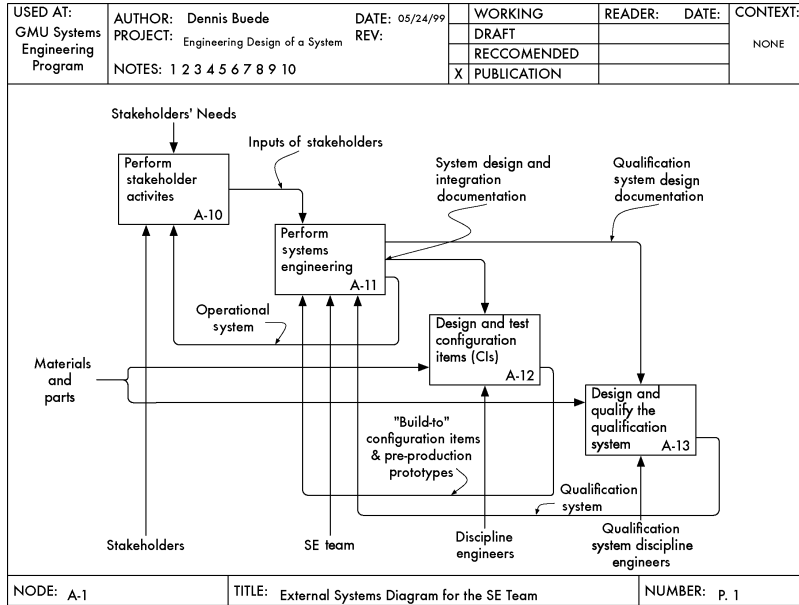 USED AT:
GMU Systems
Engineering
Program
AUTHOR: Dennis Buede
DATE: 05/24/99
PROJECT: Engineering Design of a System
REV:
NOTES: 1 2 3 4 5 6 7 8 9 10
WORKING
DRAFT
RECCOMENDED
X PUBLICATION
READER: DATE:
CONTEXT:
NONE
Stakeholders' Needs
Perform
stakeholder
activites
A-10
Inputs of stakeholders
System design and
integration
documentation
Qualification
system design
documentation
Perform
systems
engineering
A-11
Operational
system
Design and test
configuration
items (CIs)
A-12
Materials
and
parts
Design and
qualify the
qualification
system
A-13
"Build-to"
configuration items
& pre-production
prototypes
Qualification
system
Stakeholders
SE team
Discipline
engineers
Qualification
system discipline
engineers
NODE: A-1
TITLE: External Systems Diagram for the SE Team
NUMBER: P. 1